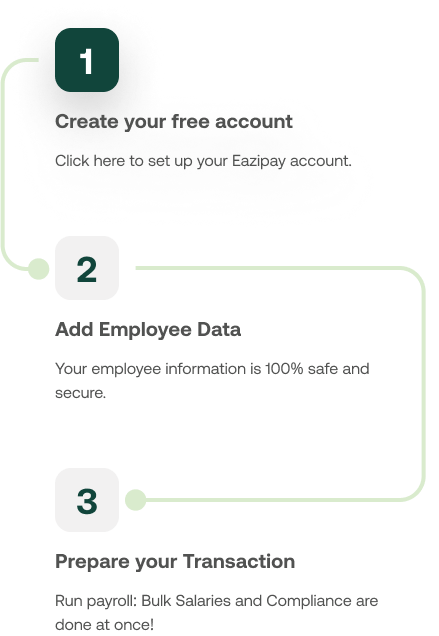 1
Create your free account
Click here to set up your Eazipay account.
2
Add Employee Data
Your employee information is 100% safe and
secure.
3
Prepare your Transaction
Run payroll: Bulk Salaries and Compliance are
done at once!